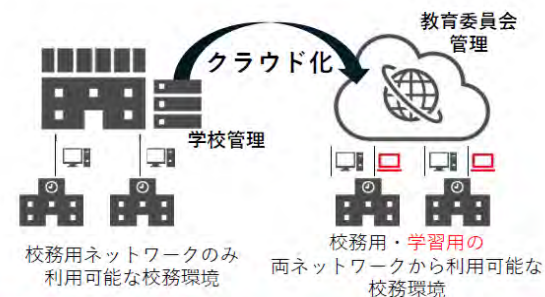 教育委員会
管理
クラウド化
学校管理
校務用ネットワークのみ
利用可能な校務環境
校務用・学習用の
両ネットワークから利用可能な
校務環境